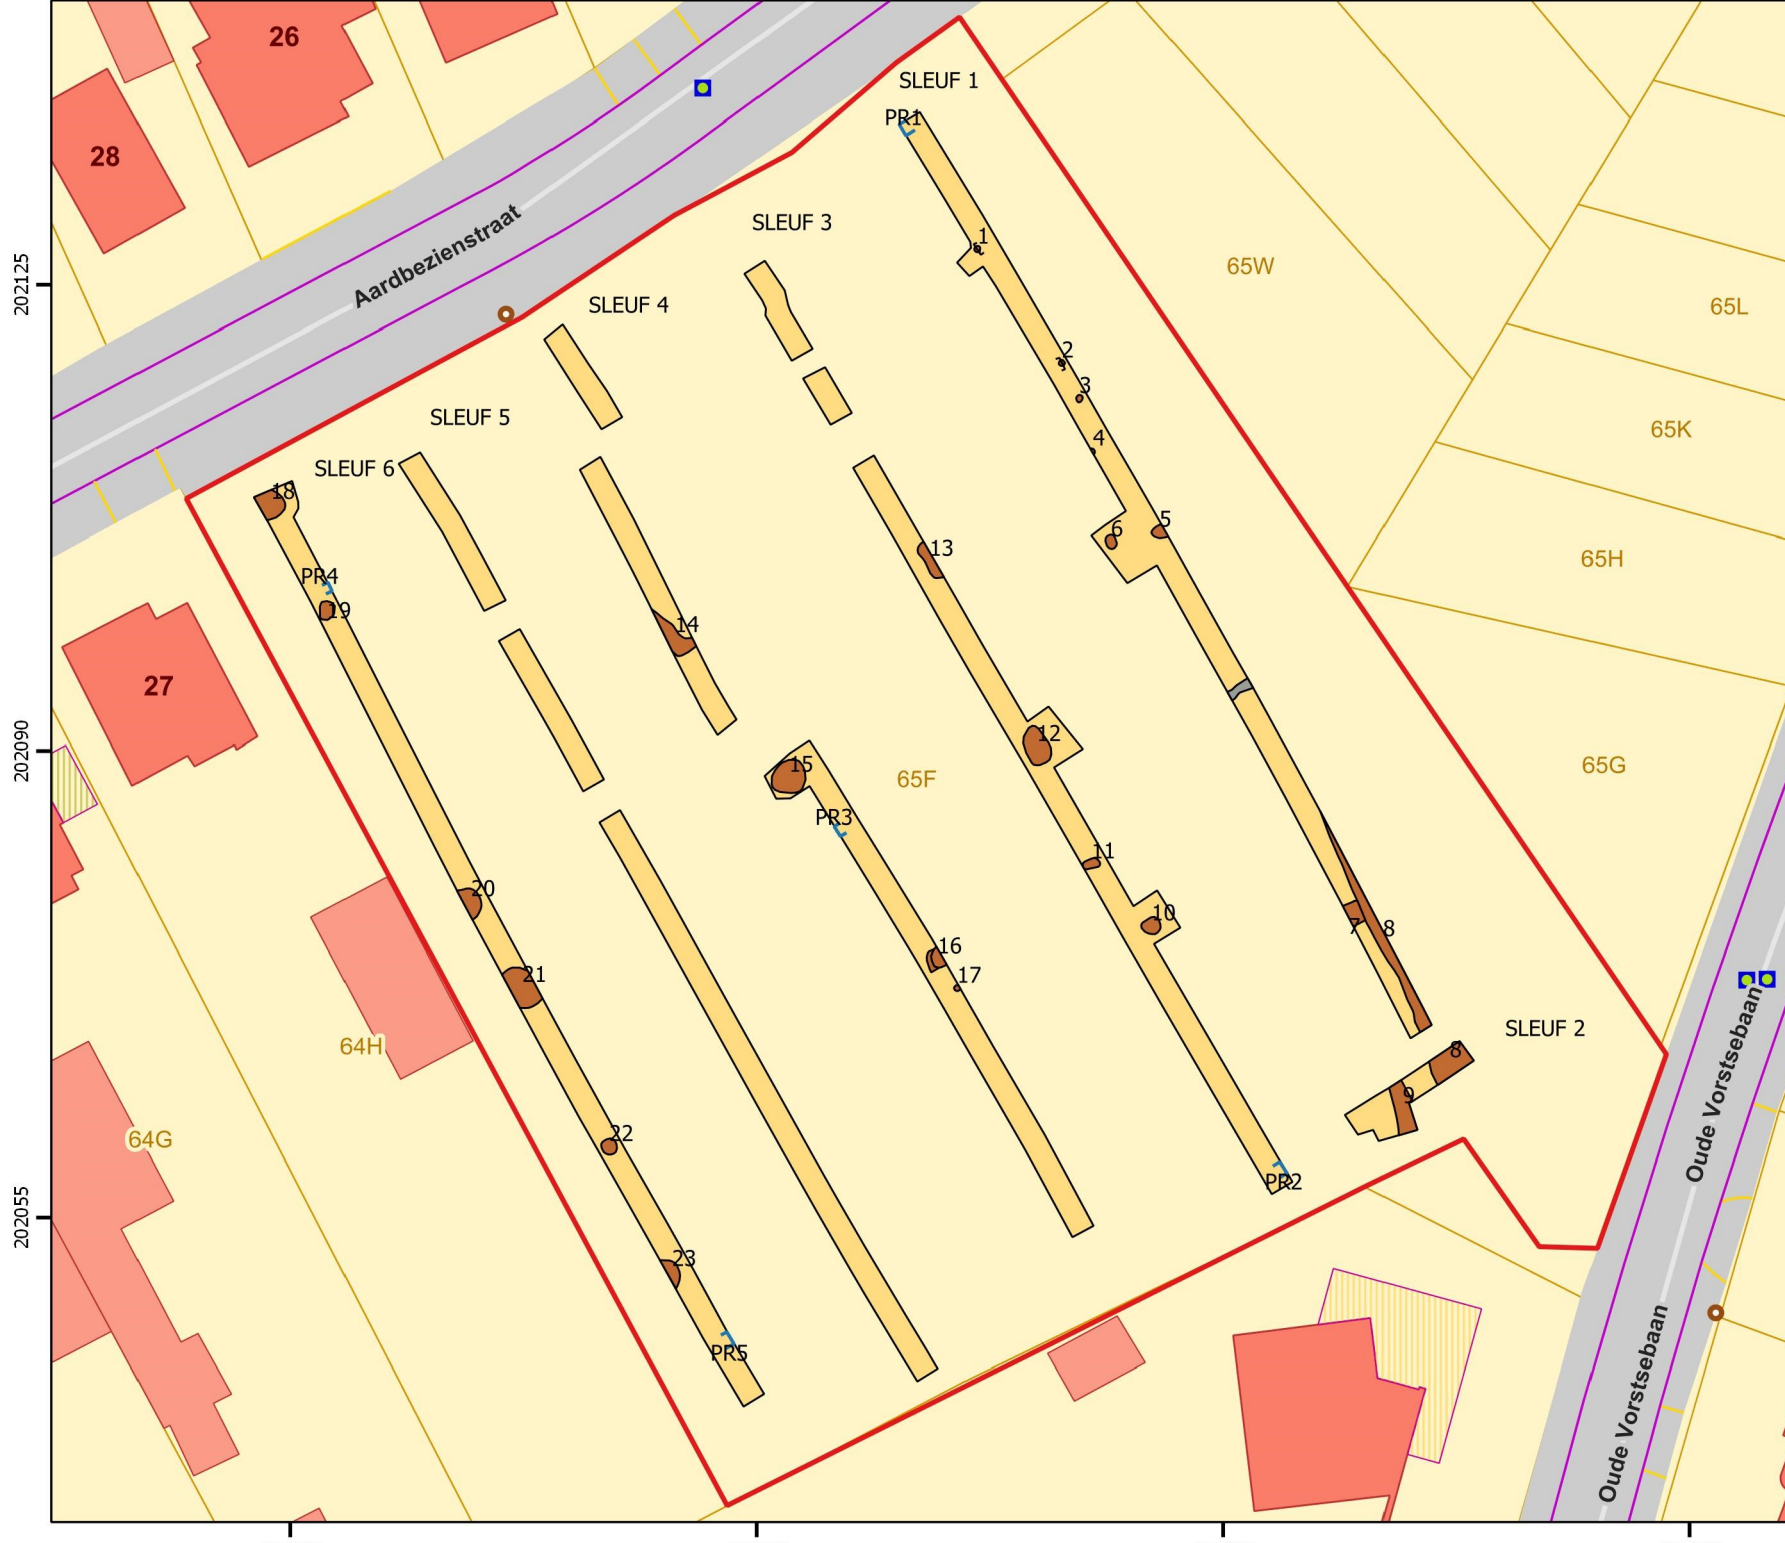 26
28
SLEUF 1
PR1
Aardbezienstraat
SLEUF 3
1
65W
202125
SLEUF 4
65L
2
3
SLEUF 5
4
65K
SLEUF 6
18
5
6
13
65H
PR4
19
14
27
12
202090
15
65F
65G
PR3
11
20
10
7
8
16
21
17
SLEUF 2
64H
8
Oude Vorstsebaan
9
22
64G
PR2
202055
23
PR5
Oude Vorstsebaan